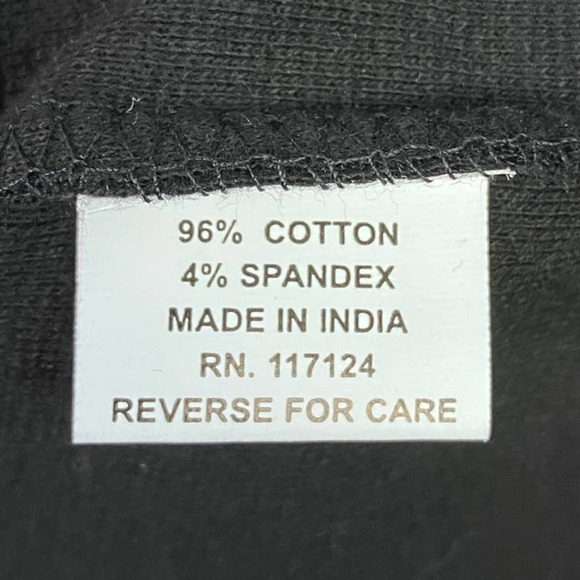 96% COTTON
4% SPANDEX
MADE IN INDIA
RN. 117124
REVERSE FOR CARE